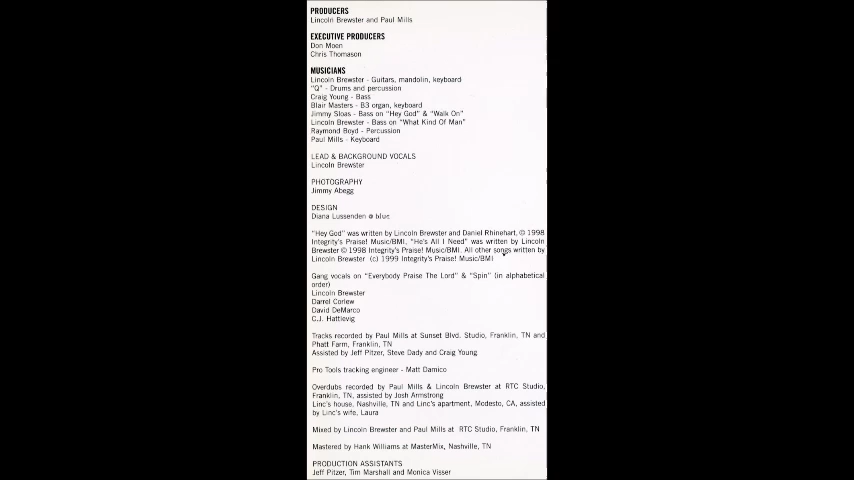 PRODUCERS
Lincoln Brewster and Paul Mills
EXECUTIVE PRODUCERS
Don Moen
Chris Thomason
MUSICIANS
Lincoln Brewster - Guitars, mandolin, keyboard
"Q" - Drums and percussion
Craig Young - Bass
Blair Masters - B3 organ, keyboard
Jimmy Sloas - Bass on "Hey God" & "Walk On"
Lincoln Brewster - Bass on "What Kind Of Man"
Raymond Boyd - Percussion
Paul Mills - Keyboard
LEAD & BACKGROUND VOCALS
Lincoln Brewster
PHOTOGRAPHY
Jimmy Abegg
DESIGN
Diana Lussenden @ blue
"Hey God" was written by Lincoln Brewster and Daniel Rhinehart, © 1998
Integrity's Praise! Music/BMI, "He's All I Need" was written by Lincoln
Brewster © 1998 Integrity's Praise! Music/BMI. All other songs written by
Lincoln Brewster (c) 1999 Integrity's Praise! Music/BMI
Gang vocals on "Everybody Praise The Lord" & "Spin" (in alphabetical
order)
Lincoln Brewster
Darrel Corlew
David DeMarco
C.J. Hattlevig
Tracks recorded by Paul Mills at Sunset Blvd. Studio, Franklin, TN and
Phatt Farm, Franklin, TN
Assisted by Jeff Pitzer, Steve Dady and Craig Young
Pro Tools tracking engineer - Matt Damico
Overdubs recorded by Paul Mills & Lincoln Brewster at RTC Studio,
Franklin, TN, assisted by Josh Armstrong
Linc's house, Nashville, TN and Linc's apartment, Modesto, CA, assisted
by Linc's wife, Laura
Mixed by Lincoln Brewster and Paul Mills at RTC Studio, Franklin, TN
Mastered by Hank Williams at MasterMix, Nashville, TN
PRODUCTION ASSISTANTS
Jeff Pitzer, Tim Marshall and Monica Visser